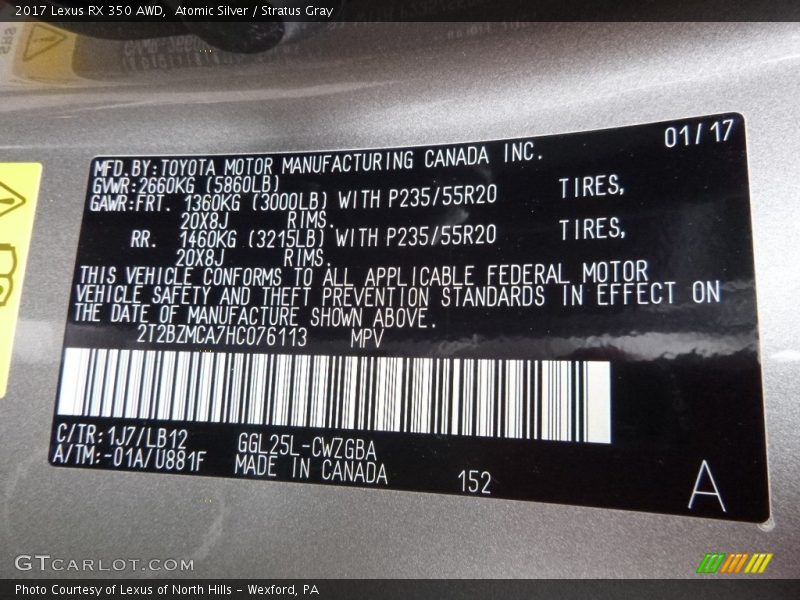 2017 Lexus RX 350 AWD, Atomic Silver / Stratus Gray
01/17
MFD.BY:TOYOTA MOTOR MANUFACTURING CANADA INC.
GVWR:2660KG (5860LB)
GAWR:FRT. 1360KG (3000LB) WITH P235/55R20 TIRES,
20X8J RIMS.
RR. 1460KG (3215LB) WITH P235/55R20 TIRES,
20X8J RIMS.
THIS VEHICLE CONFORMS TO ALL APPLICABLE FEDERAL MOTOR
VEHICLE SAFETY AND THEFT PREVENTION STANDARDS IN EFFECT ON
THE DATE OF MANUFACTURE SHOWN ABOVE.
2T2BZMCA7HC076113 MPV
C/TR:1J7/LB12 GGL25L-CWZGBA
A/TM:-01A/U881F MADE IN CANADA 152
A
GTCARLOT.COM
Photo Courtesy of Lexus of North Hills - Wexford, PA